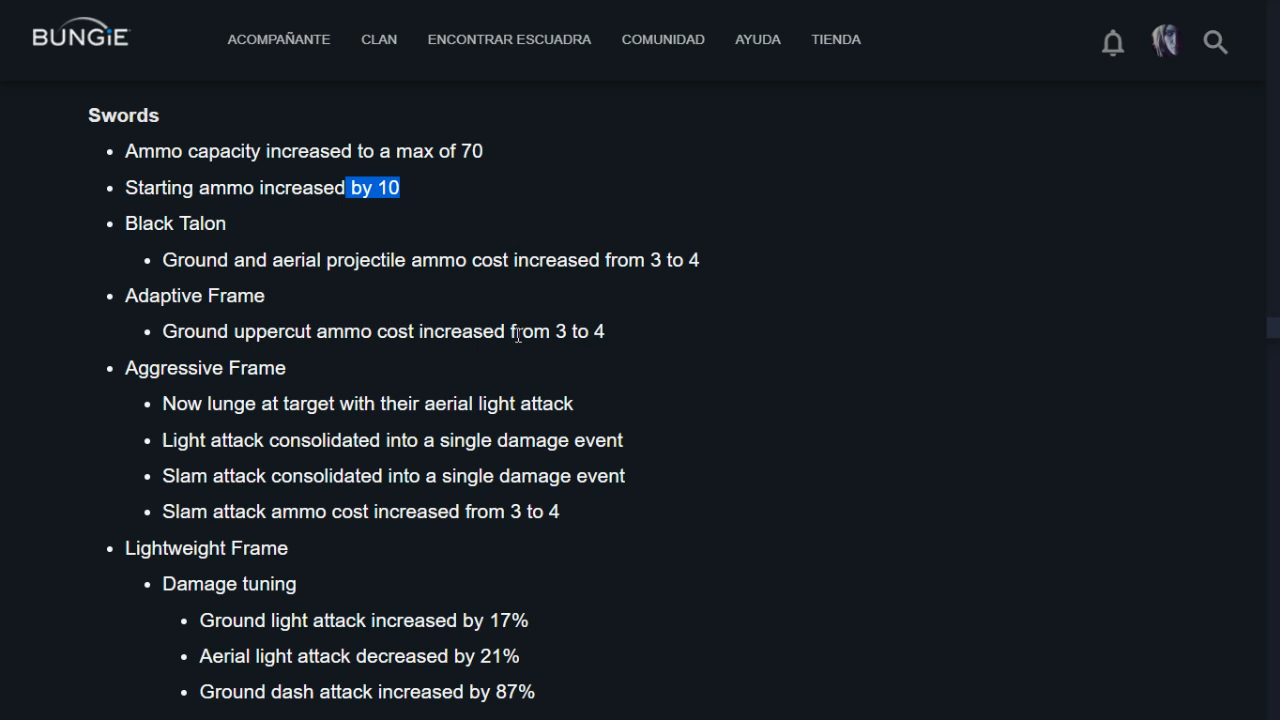 BUNGiE
ACOMPAÑANTE CLAN ENCONTRAR ESCUADRA COMUNIDAD AYUDA TIENDA
Swords
Ammo capacity increased to a max of 70
Starting ammo increased by 10
Black Talon
Ground and aerial projectile ammo cost increased from 3 to 4
Adaptive Frame
Ground uppercut ammo cost increased from 3 to 4
Aggressive Frame
Now lunge at target with their aerial light attack
Light attack consolidated into a single damage event
Slam attack consolidated into a single damage event
Slam attack ammo cost increased from 3 to 4
Lightweight Frame
Damage tuning
Ground light attack increased by 17%
Aerial light attack decreased by 21%
Ground dash attack increased by 87%